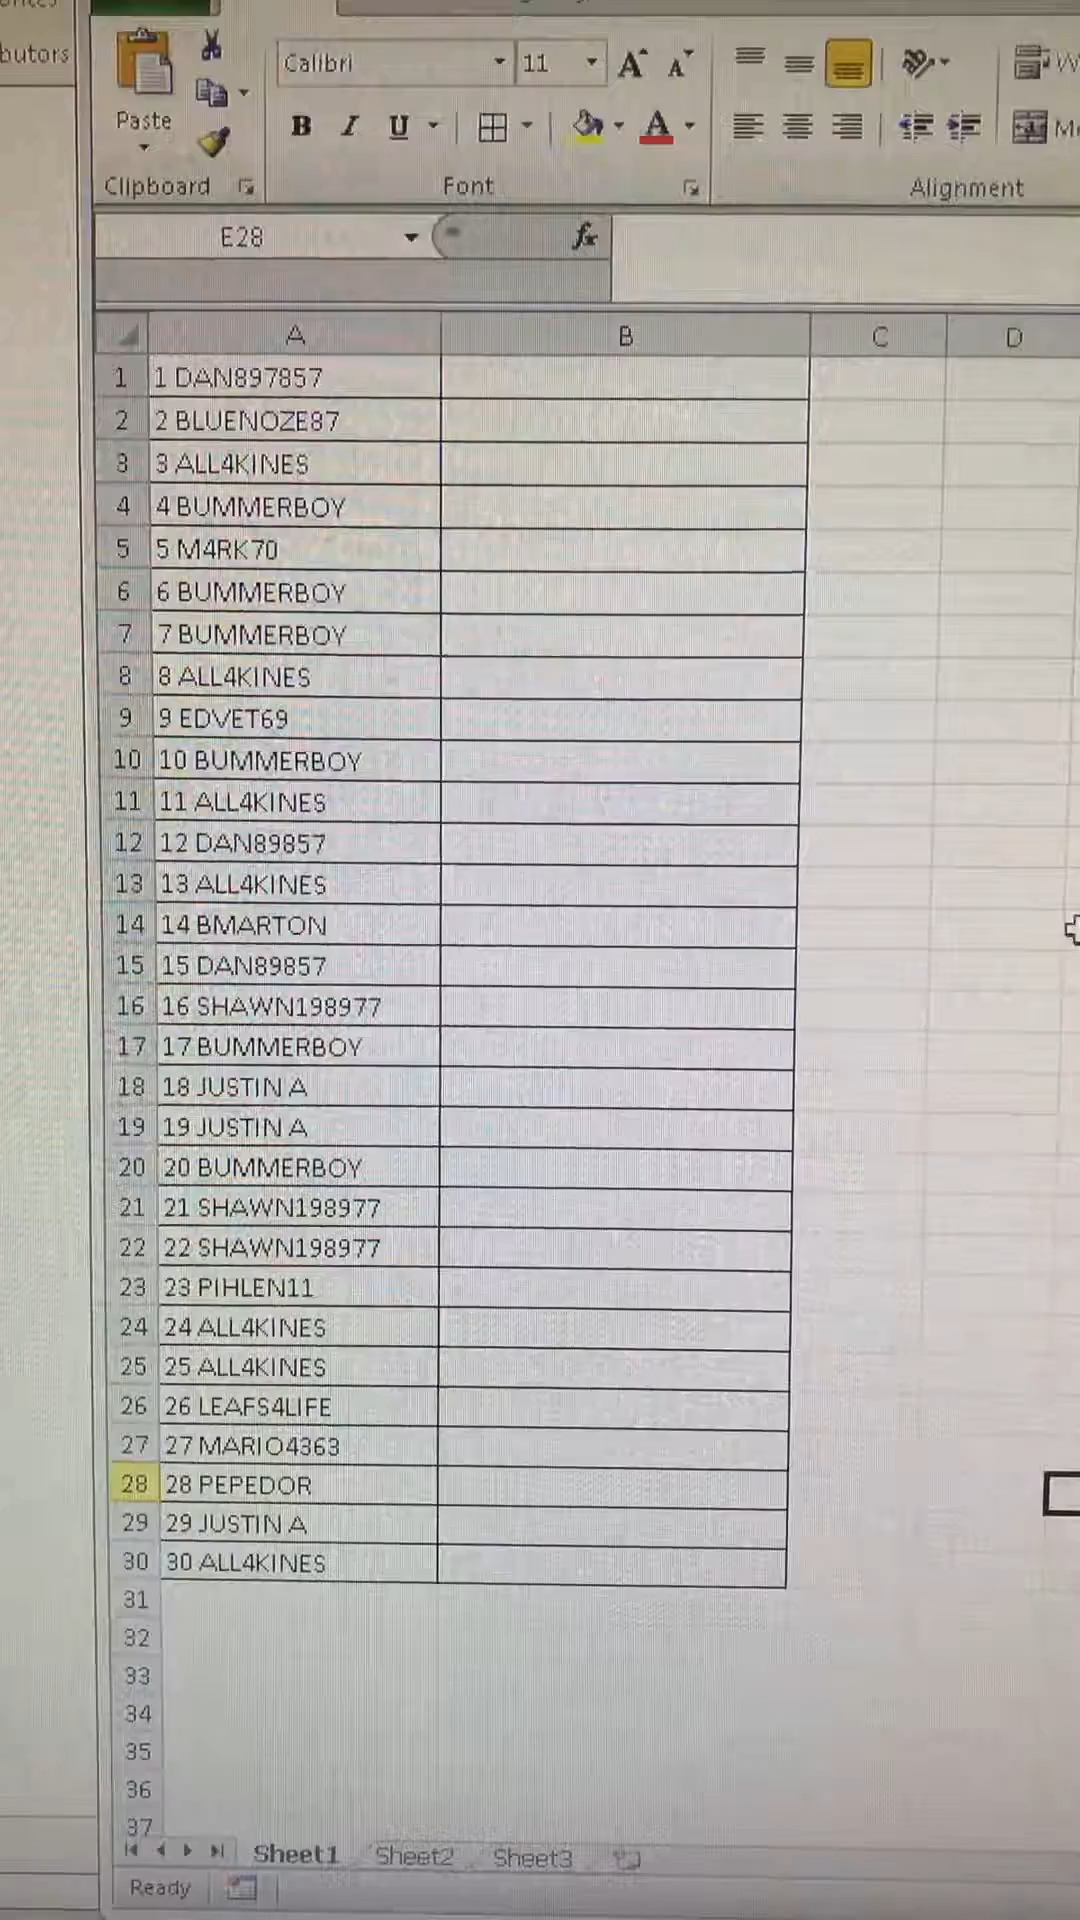 butors
Calibri
11
Paste
B I U
Clipboard
Font
Alignment
E28
fx
A B C D
1 1 DAN897857
2 2 BLUENOZE87
3 3 ALL4KINES
4 4 BUMMERBOY
5 5 M4RK70
6 6 BUMMERBOY
7 7 BUMMERBOY
8 8 ALL4KINES
9 9 EDVET69
10 10 BUMMERBOY
11 11 ALL4KINES
12 12 DAN89857
13 13 ALL4KINES
14 14 BMARTON
15 15 DAN89857
16 16 SHAWN198977
17 17 BUMMERBOY
18 18 JUSTIN A
19 19 JUSTIN A
20 20 BUMMERBOY
21 21 SHAWN198977
22 22 SHAWN198977
23 23 PIHLEN11
24 24 ALL4KINES
25 25 ALL4KINES
26 26 LEAFS4LIFE
27 27 MARIO4363
28 28 PEPEDOR
29 29 JUSTIN A
30 30 ALL4KINES
31
32
33
34
35
36
37
Sheet1 Sheet2 Sheet3
Ready